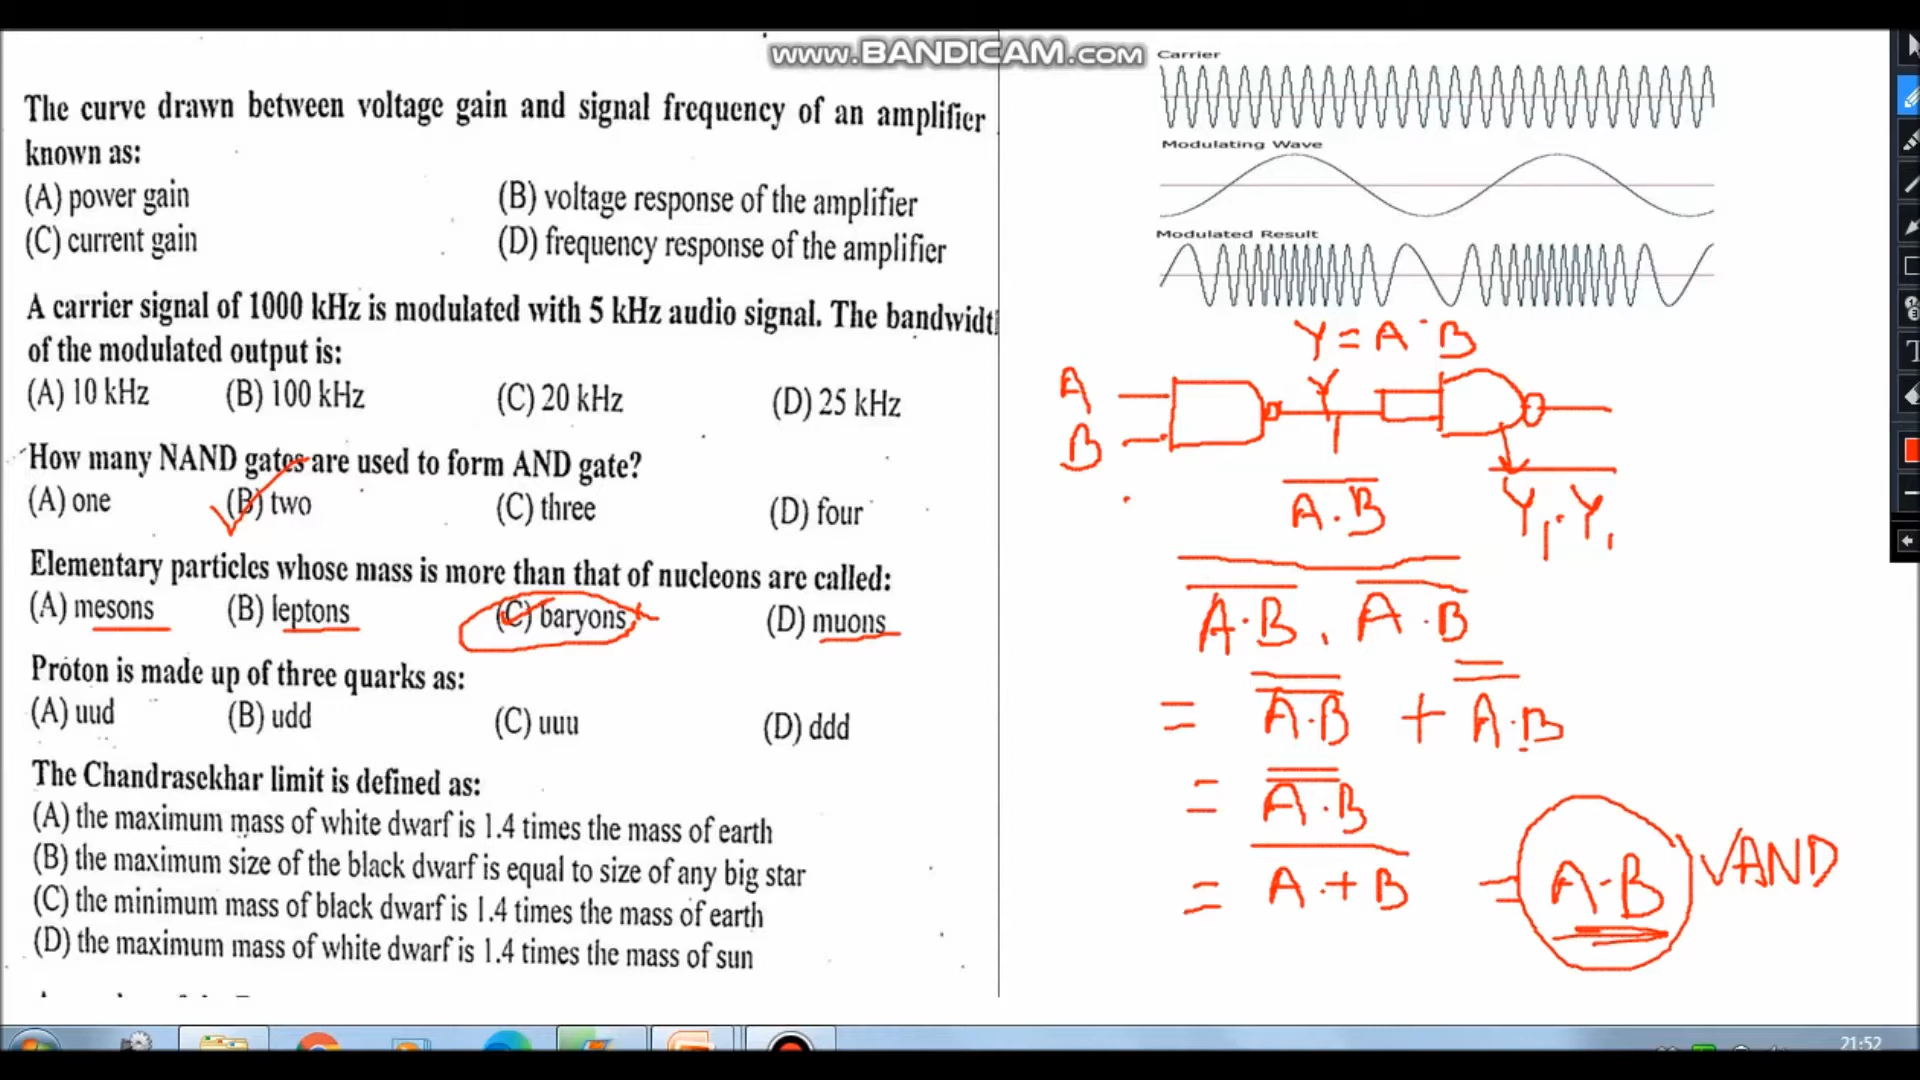 www.BANDICAM.com
The curve drawn between voltage gain and signal frequency of an amplifier
known as:
(A) power gain (B) voltage response of the amplifier
(C) current gain (D) frequency response of the amplifier
A carrier signal of 1000 kHz is modulated with 5 kHz audio signal. The bandwidt
of the modulated output is:
(A) 10 kHz (B) 100 kHz (C) 20 kHz (D) 25 kHz
How many NAND gates are used to form AND gate?
(A) one (B) two (C) three (D) four
Elementary particles whose mass is more than that of nucleons are called:
(A) mesons (B) leptons (C) baryons (D) muons
Proton is made up of three quarks as:
(A) uud (B) udd (C) uuu (D) ddd
The Chandrasekhar limit is defined as:
(A) the maximum mass of white dwarf is 1.4 times the mass of earth
(B) the maximum size of the black dwarf is equal to size of any big star
(C) the minimum mass of black dwarf is 1.4 times the mass of earth
(D) the maximum mass of white dwarf is 1.4 times the mass of sun
Carrier
Modulating Wave
Modulated Result
Y = A · B
A
B
Y1
A · B
Y1 · Y1
A · B . A · B
= A · B + A · B
= A · B
= A · + B = A · B AND
21:52